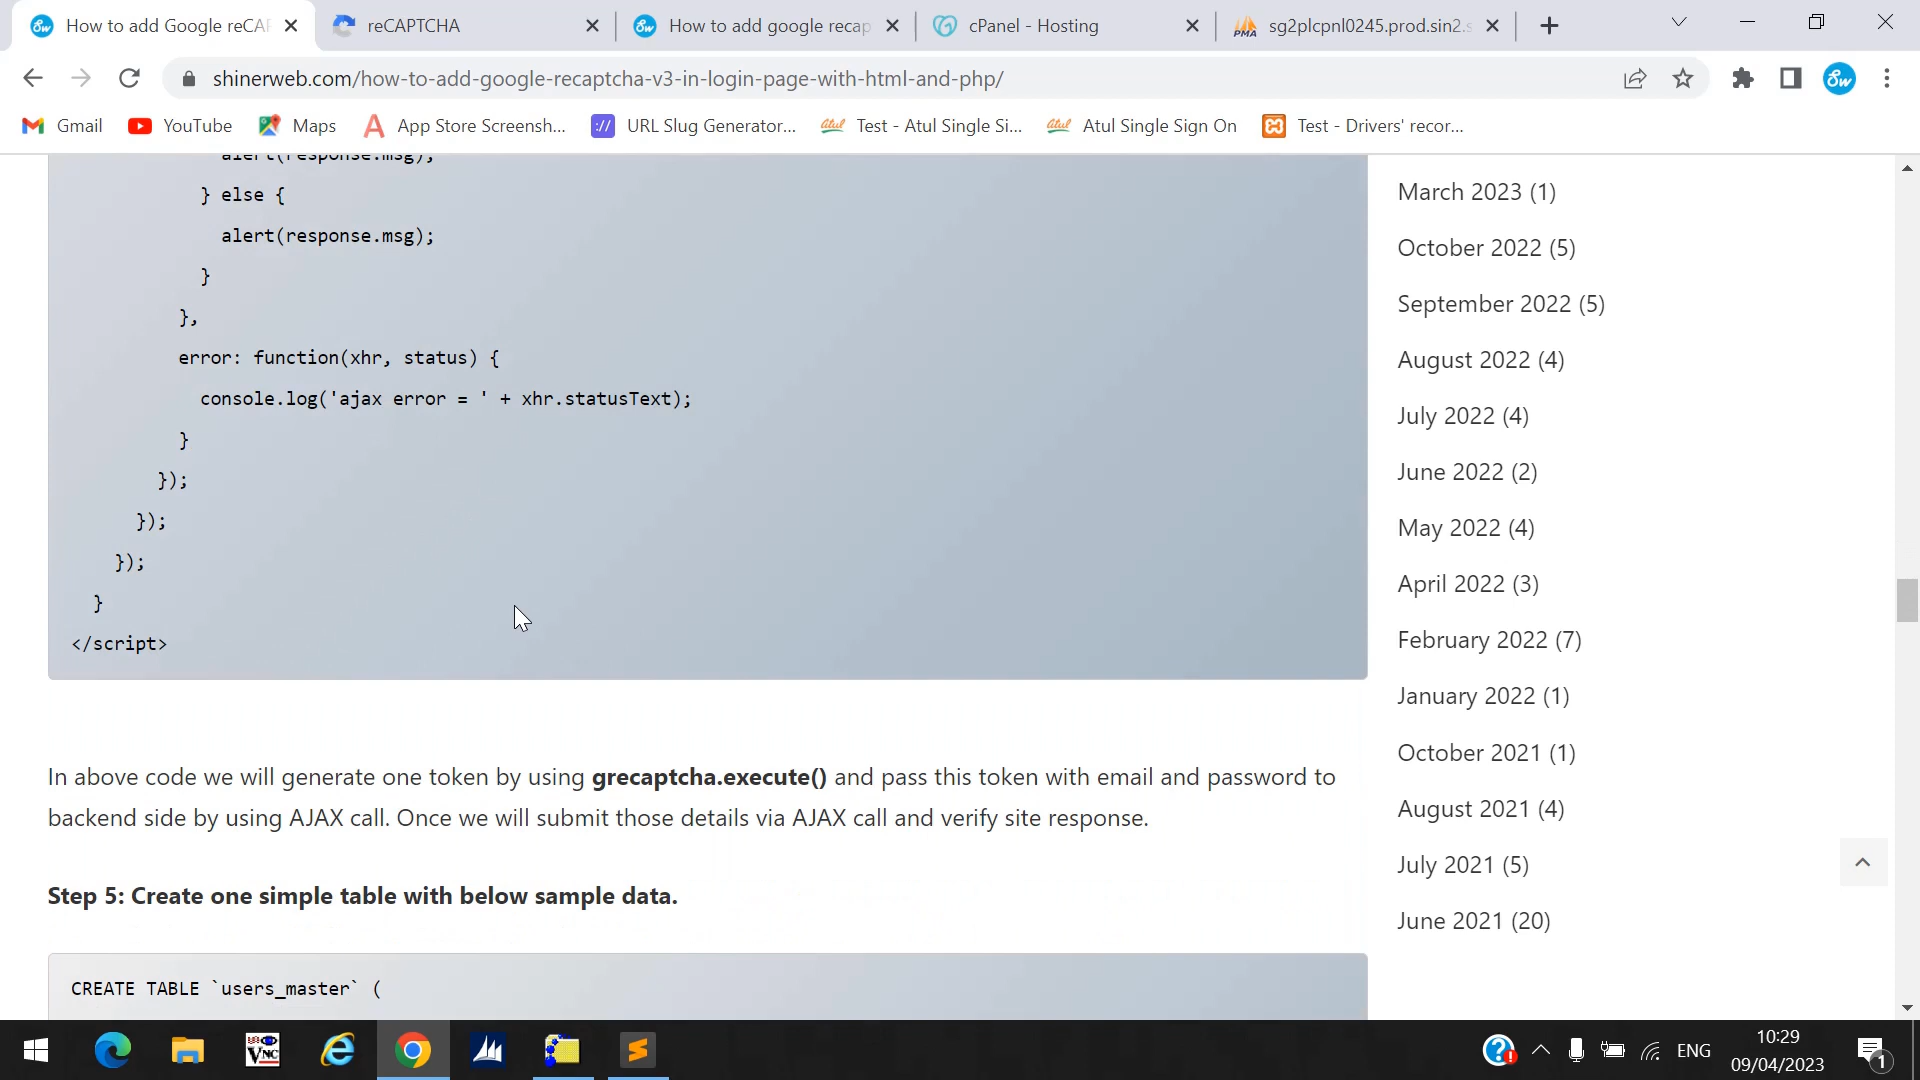 How to add Google reCAP
reCAPTCHA
How to add google recap
cPanel - Hosting
sg2plcpnl0245.prod.sin2.s
shinerweb.com/how-to-add-google-recaptcha-v3-in-login-page-with-html-and-php/
Gmail
YouTube
Maps
App Store Screensh...
URL Slug Generator...
Test - Atul Single Si...
Atul Single Sign On
Test - Drivers' recor...
alert(response.msg);
} else {
alert(response.msg);
}
},
error: function(xhr, status) {
console.log('ajax error = ' + xhr.statusText);
}
});
});
});
}
</script>
In above code we will generate one token by using grecaptcha.execute() and pass this token with email and password to
backend side by using AJAX call. Once we will submit those details via AJAX call and verify site response.
Step 5: Create one simple table with below sample data.
CREATE TABLE `users_master` (
March 2023 (1)
October 2022 (5)
September 2022 (5)
August 2022 (4)
July 2022 (4)
June 2022 (2)
May 2022 (4)
April 2022 (3)
February 2022 (7)
January 2022 (1)
October 2021 (1)
August 2021 (4)
July 2021 (5)
June 2021 (20)
ENG
10:29
09/04/2023
1